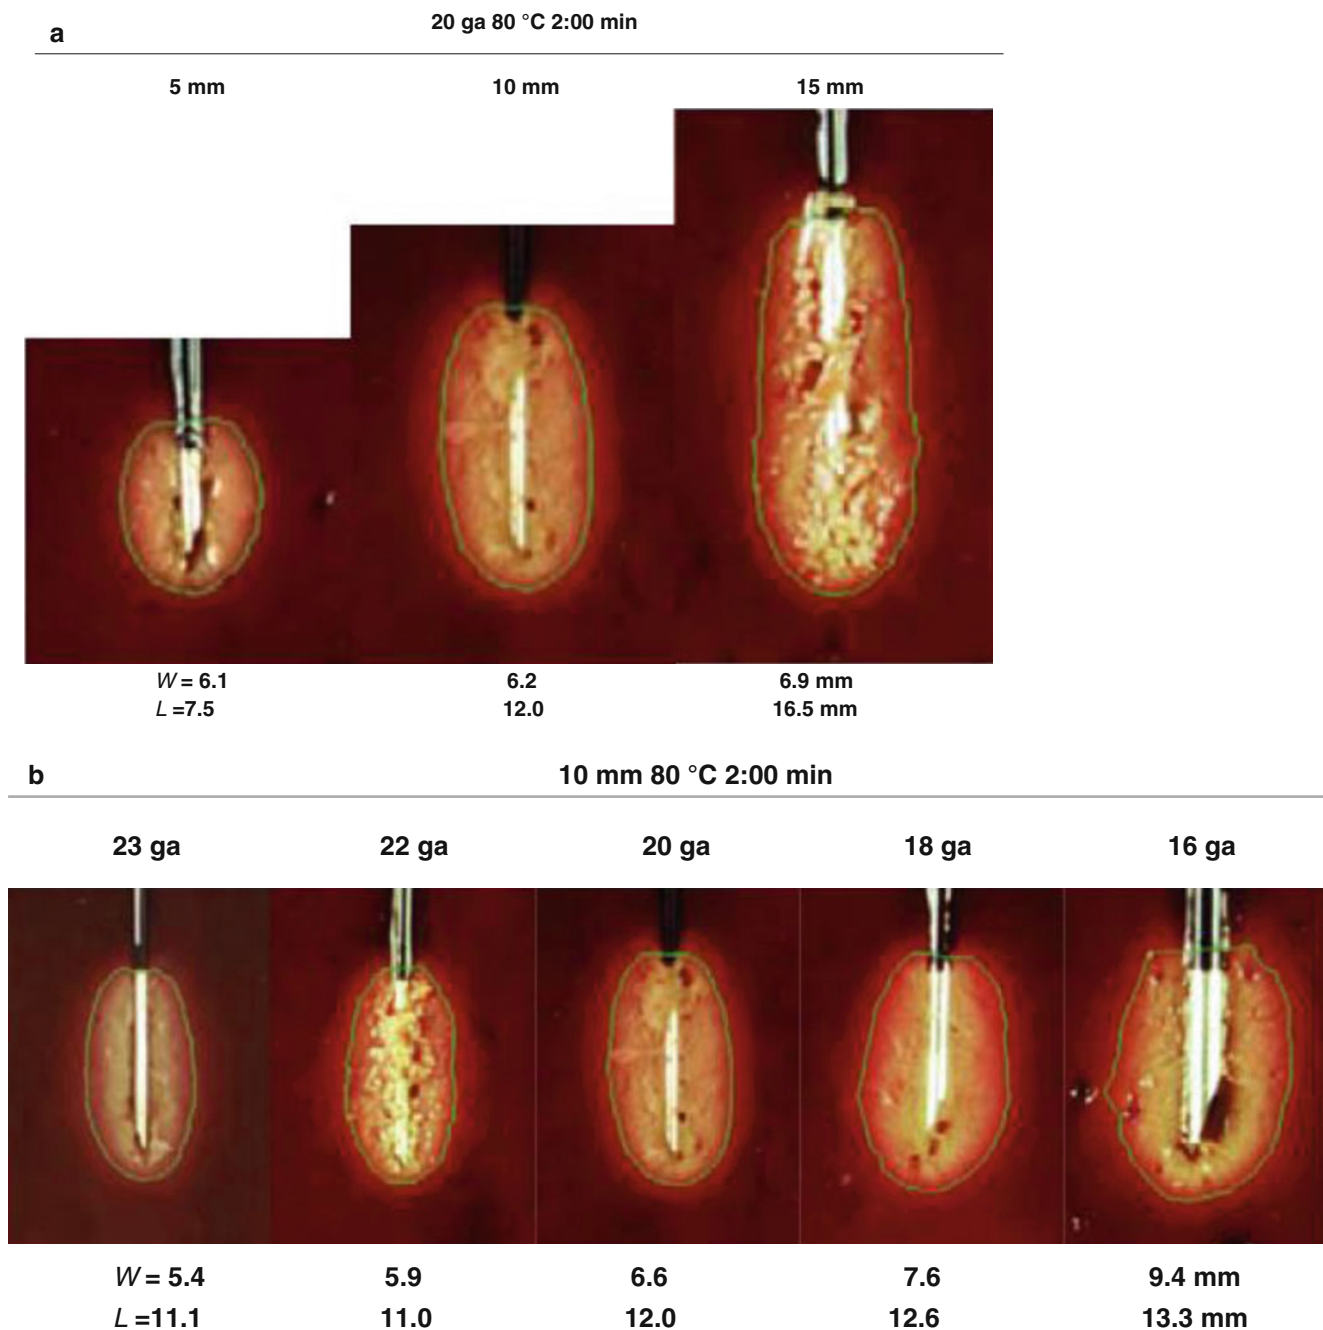 a
20 ga 80 °C 2:00 min
5 mm 10 mm 15 mm
W = 6.1 6.2 6.9 mm
L =7.5 12.0 16.5 mm
b
10 mm 80 °C 2:00 min
23 ga 22 ga 20 ga 18 ga 16 ga
W = 5.4 5.9 6.6 7.6 9.4 mm
L =11.1 11.0 12.0 12.6 13.3 mm